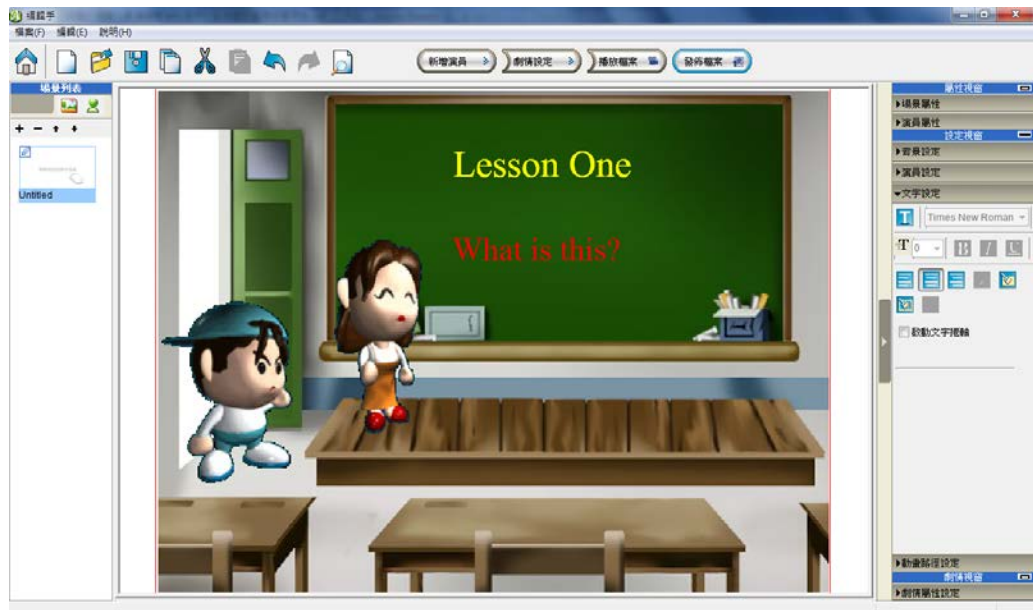 編輯手
檔案(F) 編輯(E) 說明(H)
新增演員
劇情設定
播放檔案
發佈檔案
場景列表
Untitled
Lesson One
What is this?
屬性視窗
場景屬性
演員屬性
設定視窗
背景設定
演員設定
文字設定
T
Times New Roman
T 0 B I U
啟動文字捲軸
動畫路徑設定
劇情視窗
劇情屬性設定